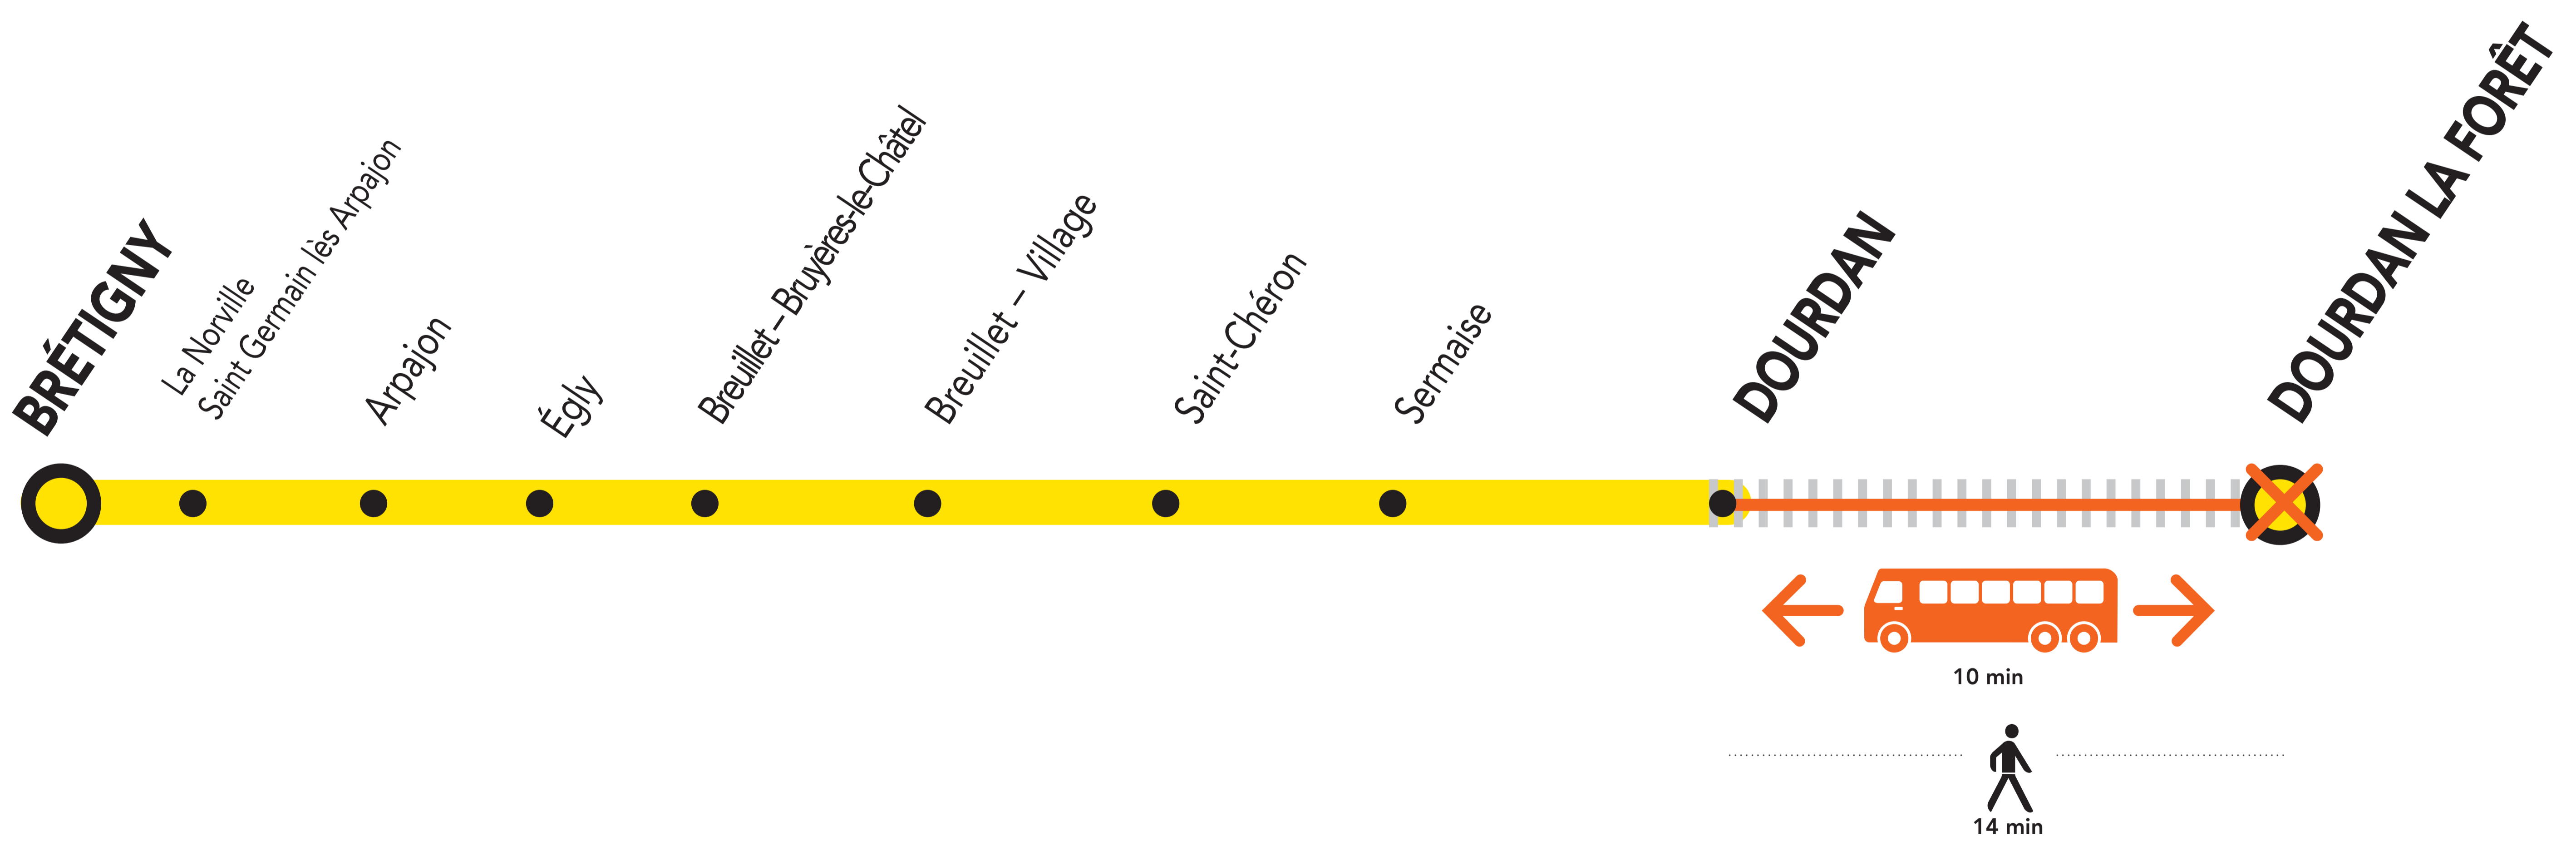 BRÉTIGNY
La Norville
Saint Germain lès Arpajon
Arpajon
Égly
Breuillet – Bruyères-le-Châtel
Breuillet – Village
Saint-Chéron
Sermaise
DOURDAN
DOURDAN LA FORÊT
10 min
14 min